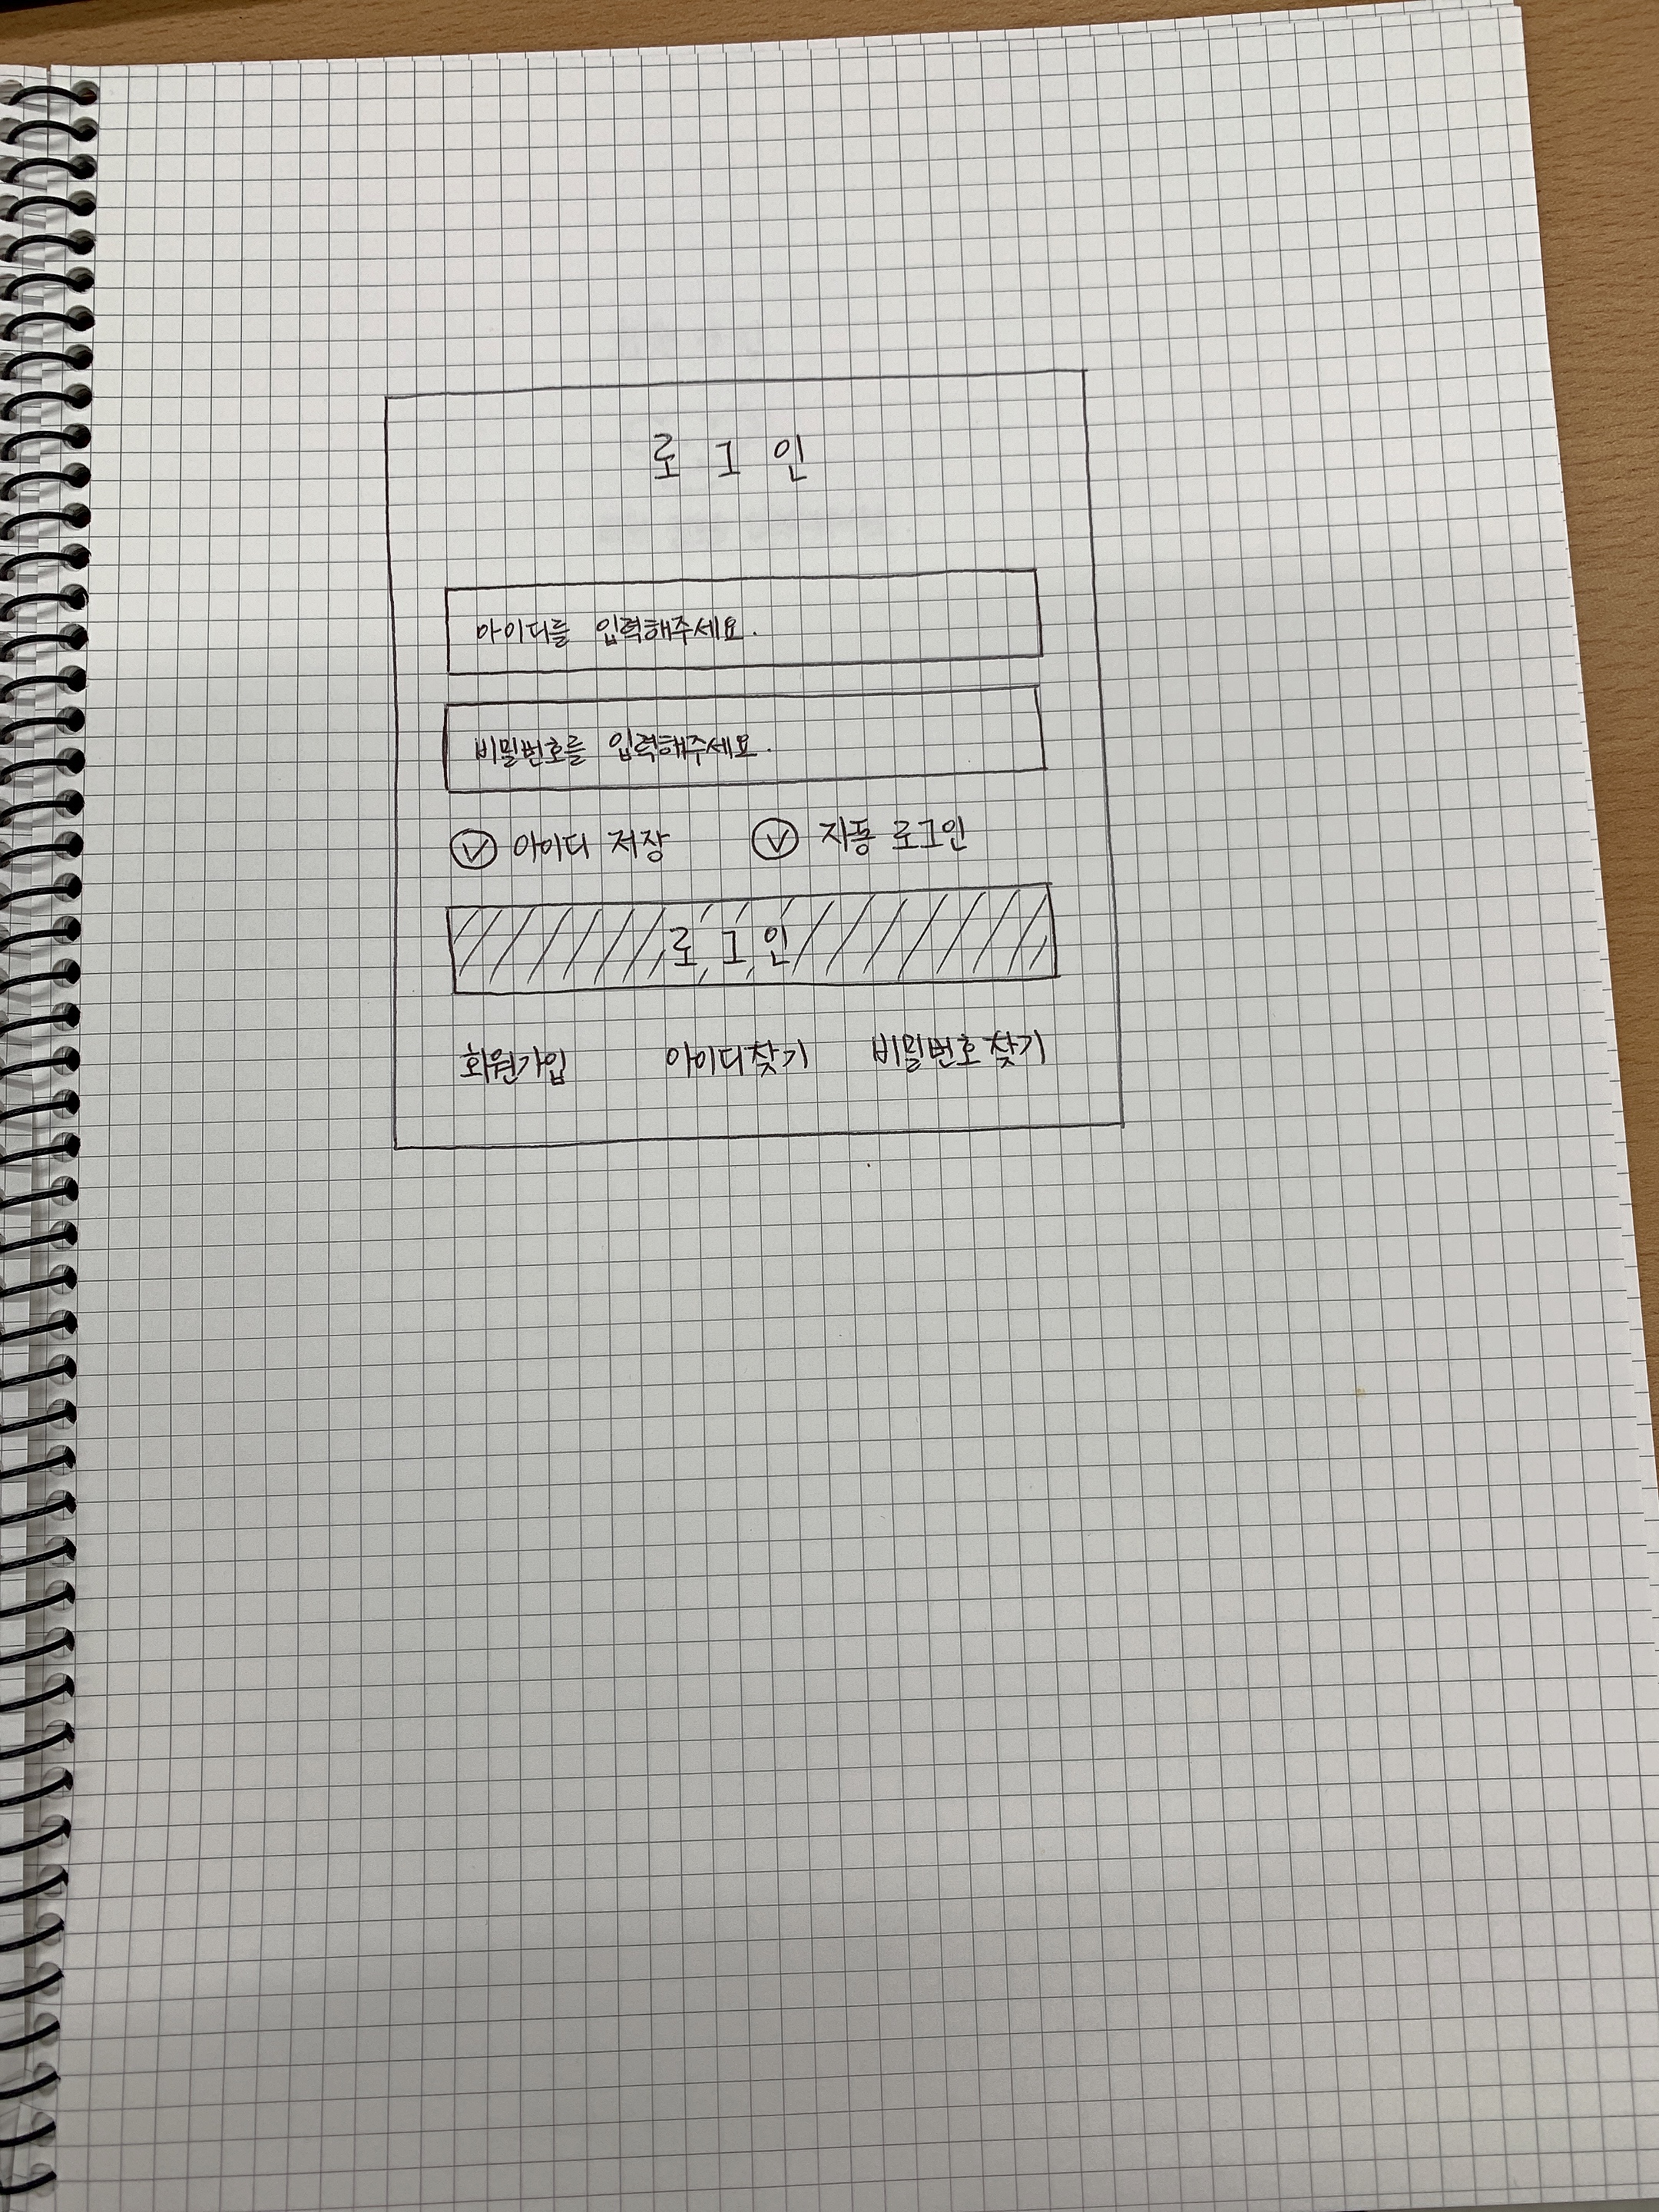 로그인
아이디를 입력해주세요.
비밀번호를 입력해주세요.
아이디 저장 자동 로그인
로그인
회원가입 아이디찾기 비밀번호 찾기